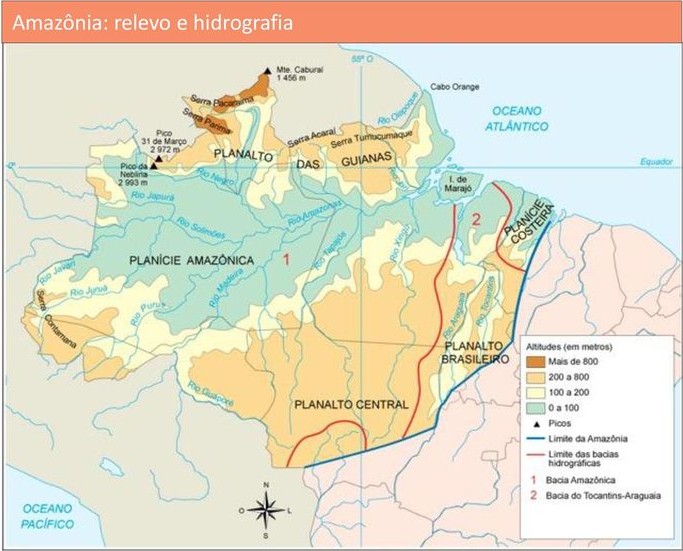 Amazônia: relevo e hidrografia
58° O
Mte. Caburaí
1 456 m
Cabo Orange
Serra Pacaraima
Serra Parima
Rio Oiapoque
OCEANO
ATLÂNTICO
Pico
31 de Março
2 972 m
Serra Acaraí
Serra Tumucumaque
PLANALTO
DAS
GUIANAS
0°
Equador
Pico da
Neblina
2 993 m
Rio Negro
I. de
Marajó
Rio Japurá
Rio Amazonas
2
PLANÍCIE
COSTEIRA
Rio Solimões
PLANÍCIE AMAZÔNICA
1
Rio Tapajós
Rio Xingu
Rio Javari
Rio Juruá
Rio Purus
Rio Madeira
Rio Araguaia
Rio Tocantins
Serra Contamana
PLANALTO
BRASILEIRO
Rio Guaporé
PLANALTO CENTRAL
Altitudes (em metros)
Mais de 800
200 a 800
100 a 200
0 a 100
Picos
Limite da Amazônia
Limite das bacias
hidrográficas
1 Bacia Amazônica
2 Bacia do Tocantins-Araguaia
N
O L
S
OCEANO
PACÍFICO